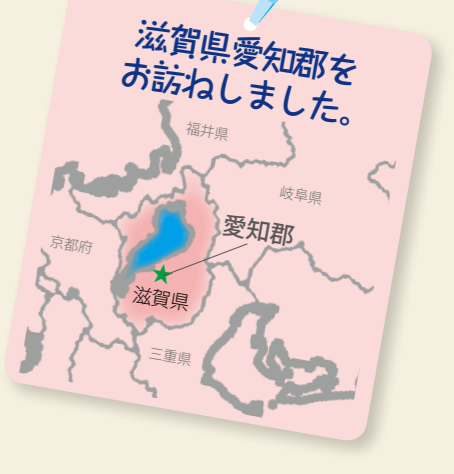 滋賀県愛知郡を
お訪ねしました。
福井県
岐阜県
愛知郡
京都府
滋賀県
三重県